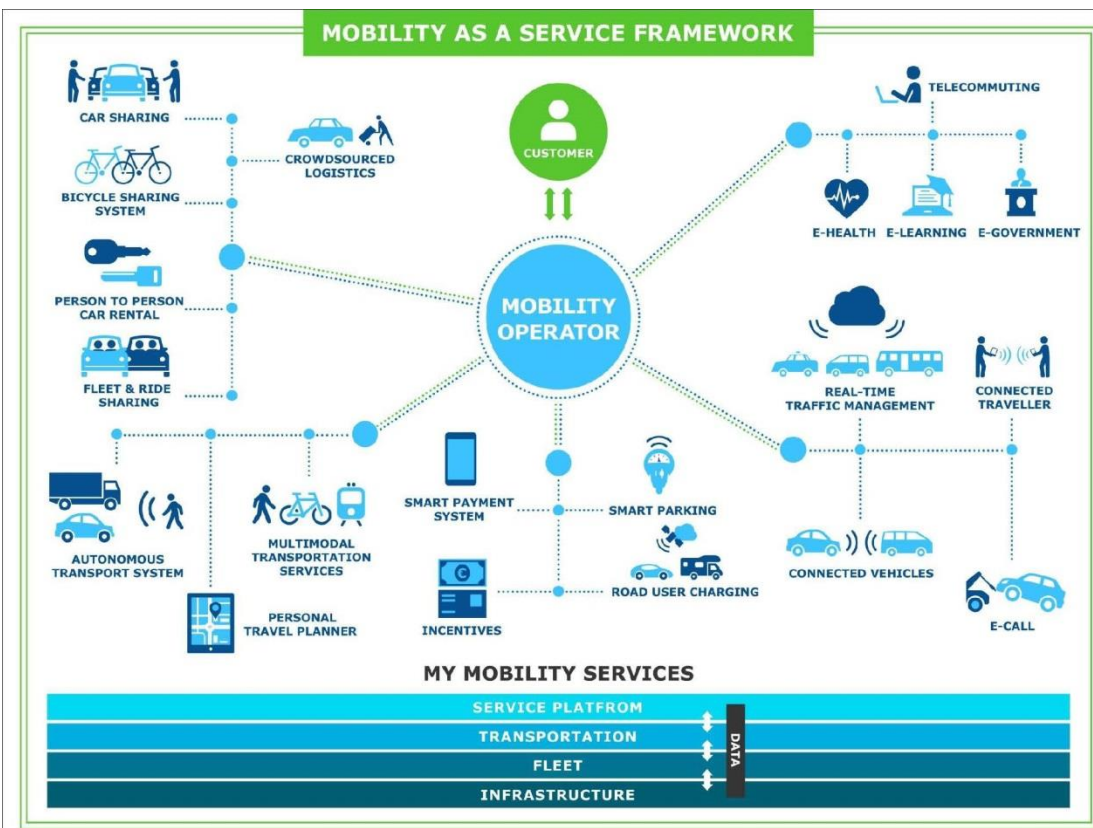 MOBILITY AS A SERVICE FRAMEWORK
CAR SHARING
CROWDSOURCED
LOGISTICS
BICYCLE SHARING
SYSTEM
PERSON TO PERSON
CAR RENTAL
FLEET & RIDE
SHARING
CUSTOMER
MOBILITY
OPERATOR
TELECOMMUTING
E-HEALTH
E-LEARNING
E-GOVERNMENT
REAL-TIME
TRAFFIC MANAGEMENT
CONNECTED
TRAVELLER
AUTONOMOUS
TRANSPORT SYSTEM
MULTIMODAL
TRANSPORTATION
SERVICES
PERSONAL
TRAVEL PLANNER
SMART PAYMENT
SYSTEM
SMART PARKING
INCENTIVES
ROAD USER CHARGING
CONNECTED VEHICLES
E-CALL
MY MOBILITY SERVICES
SERVICE PLATFROM
TRANSPORTATION
FLEET
INFRASTRUCTURE
DATA